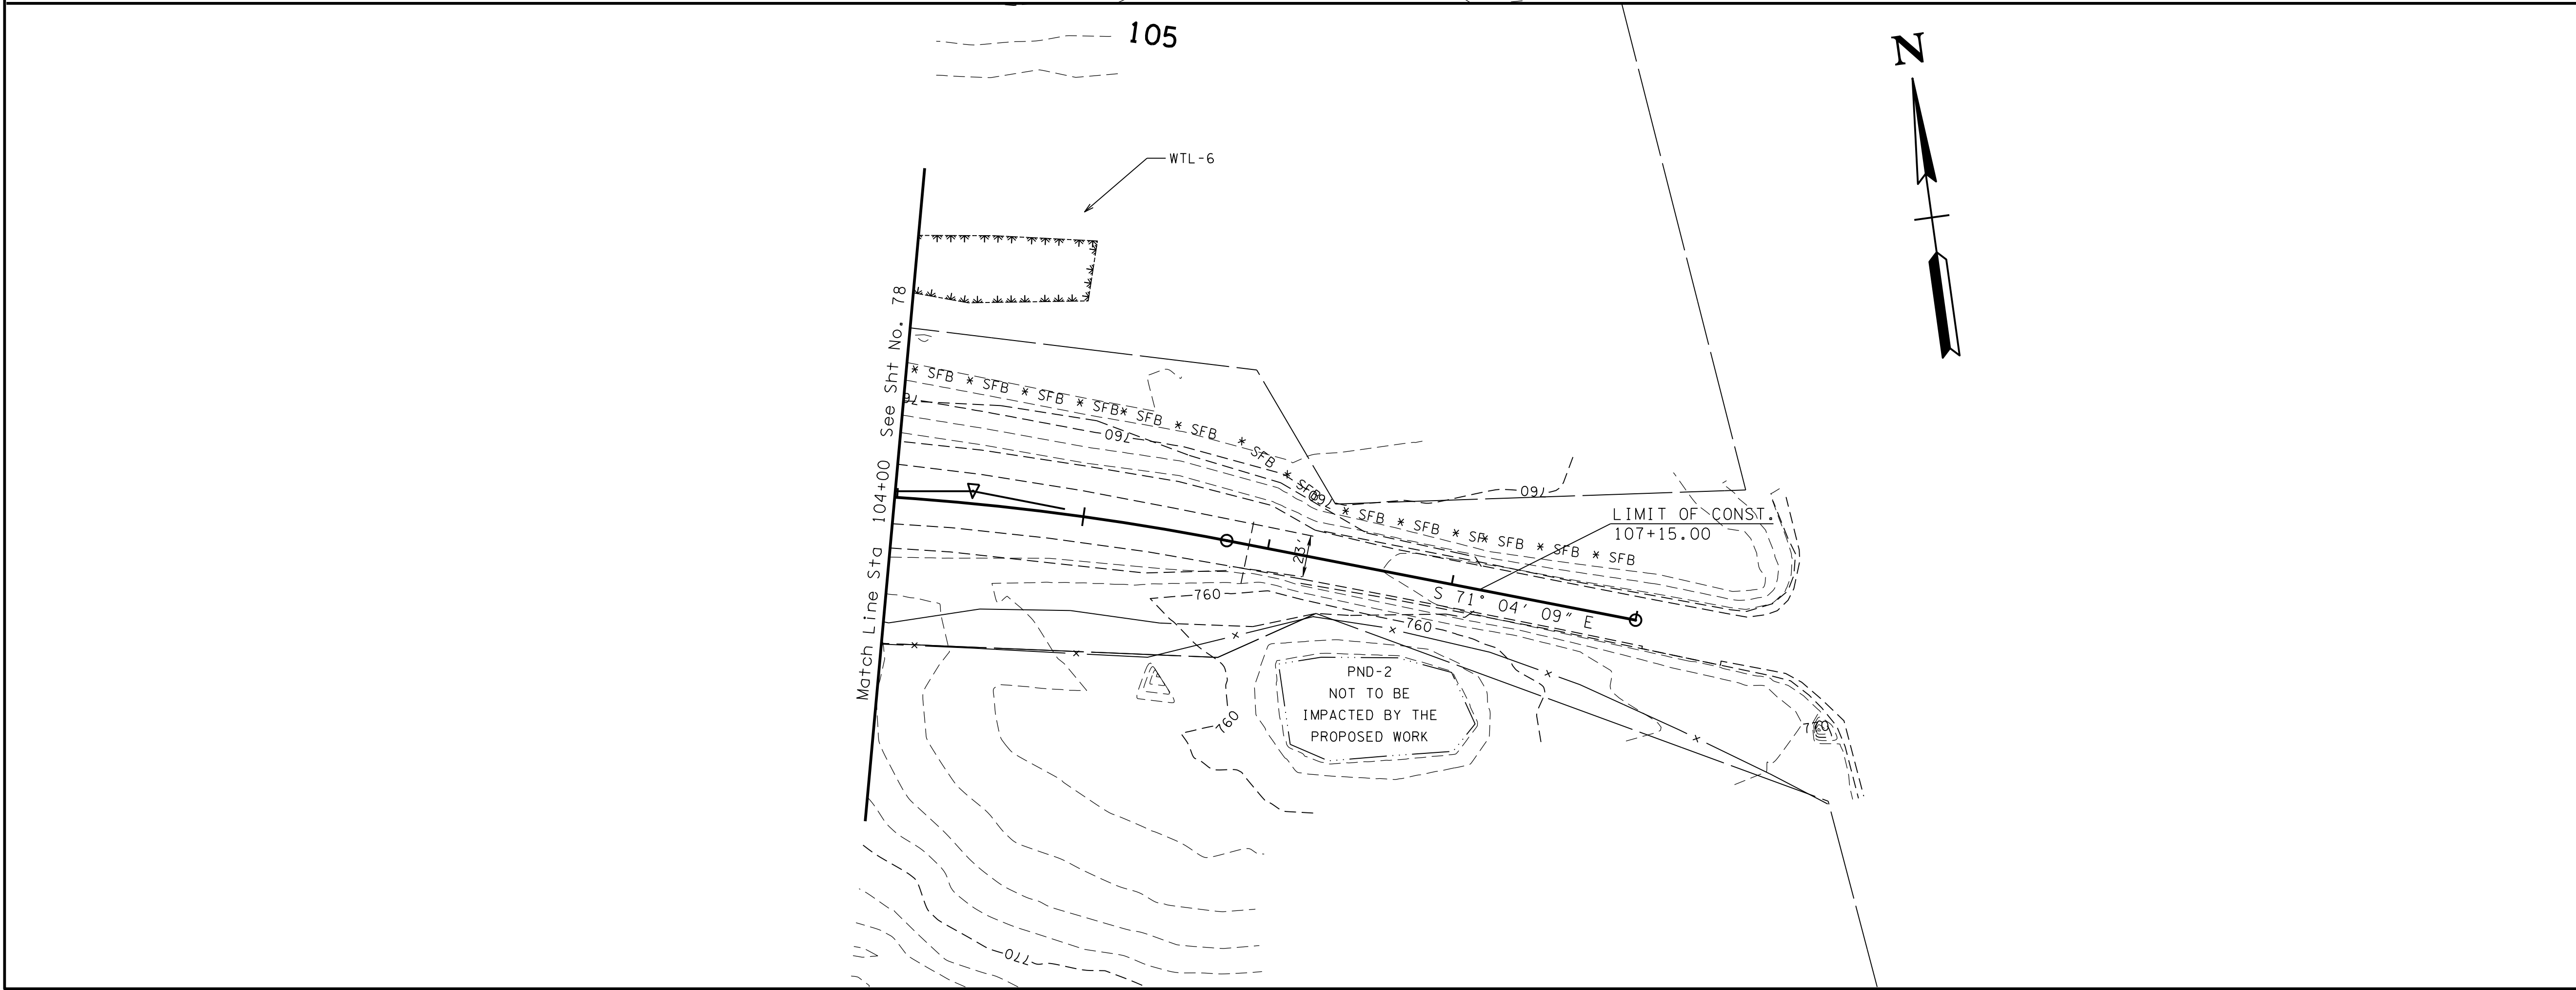 105
N
WTL-6
Match Line Sta 104+00 See Sht No. 78
* SFB * SFB * SFB * SFB * SFB * SFB * SFB * SFB * SFB * SFB * SFB * SFB * SFB
760
760
760
LIMIT OF CONST.
107+15.00
23'
S 71° 04' 09" E
760
760
760
PND-2
NOT TO BE
IMPACTED BY THE
PROPOSED WORK
770
770